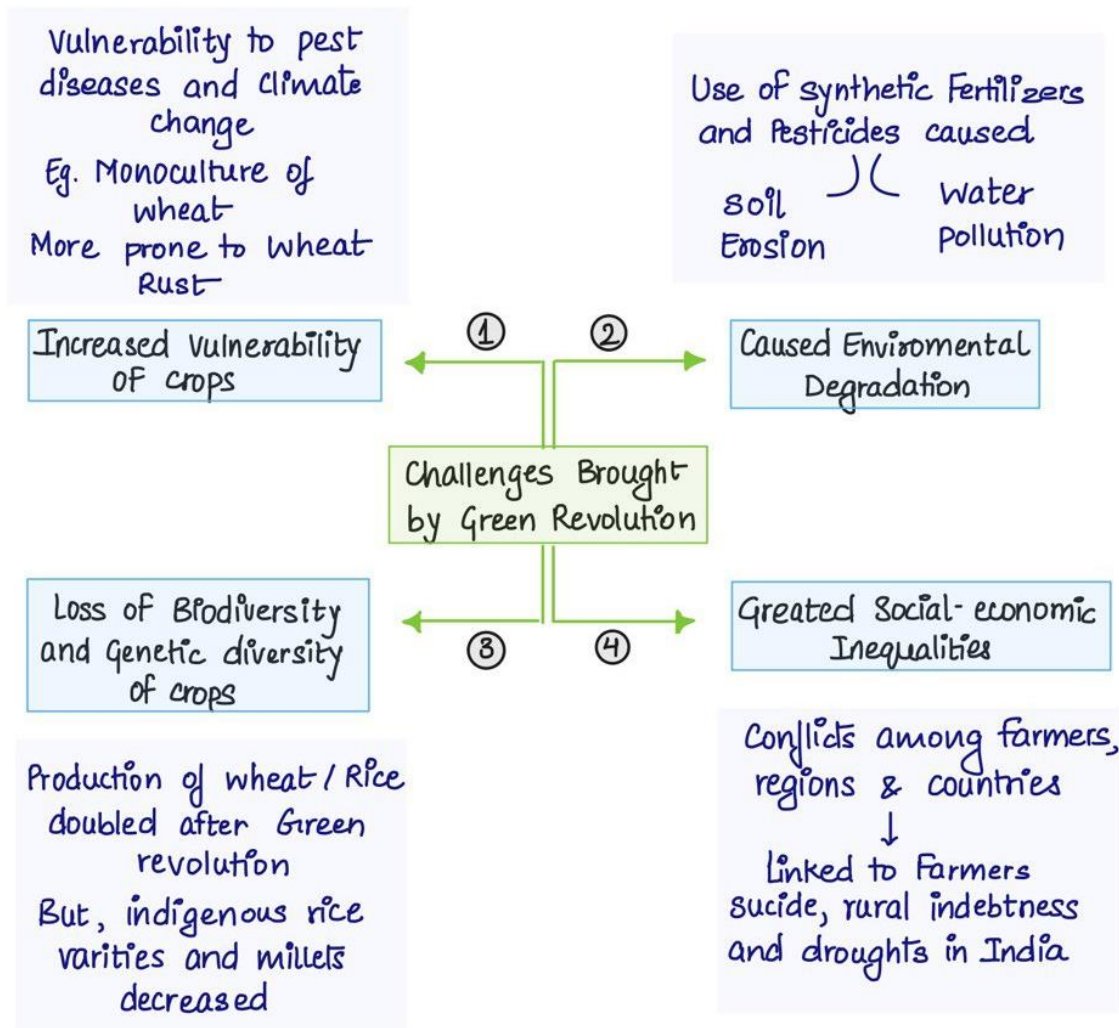 Vulnerability to pest
diseases and climate
change
Eg. Monoculture of
wheat
More prone to wheat
Rust
Increased Vulnerability
of crops
1
Use of synthetic Fertilizers
and Pesticides caused
Soil
Erosion
Water
pollution
2
Caused Enviromental
Degradation
Challenges Brought
by Green Revolution
Loss of Biodiversity
and Genetic diversity
of crops
3
Production of wheat / Rice
doubled after Green
revolution
But, indigenous rice
varities and millets
decreased
4
Greated Social-economic
Inequalities
Conflicts among farmers,
regions & countries
↓
Linked to Farmers
sucide, rural indebtness
and droughts in India